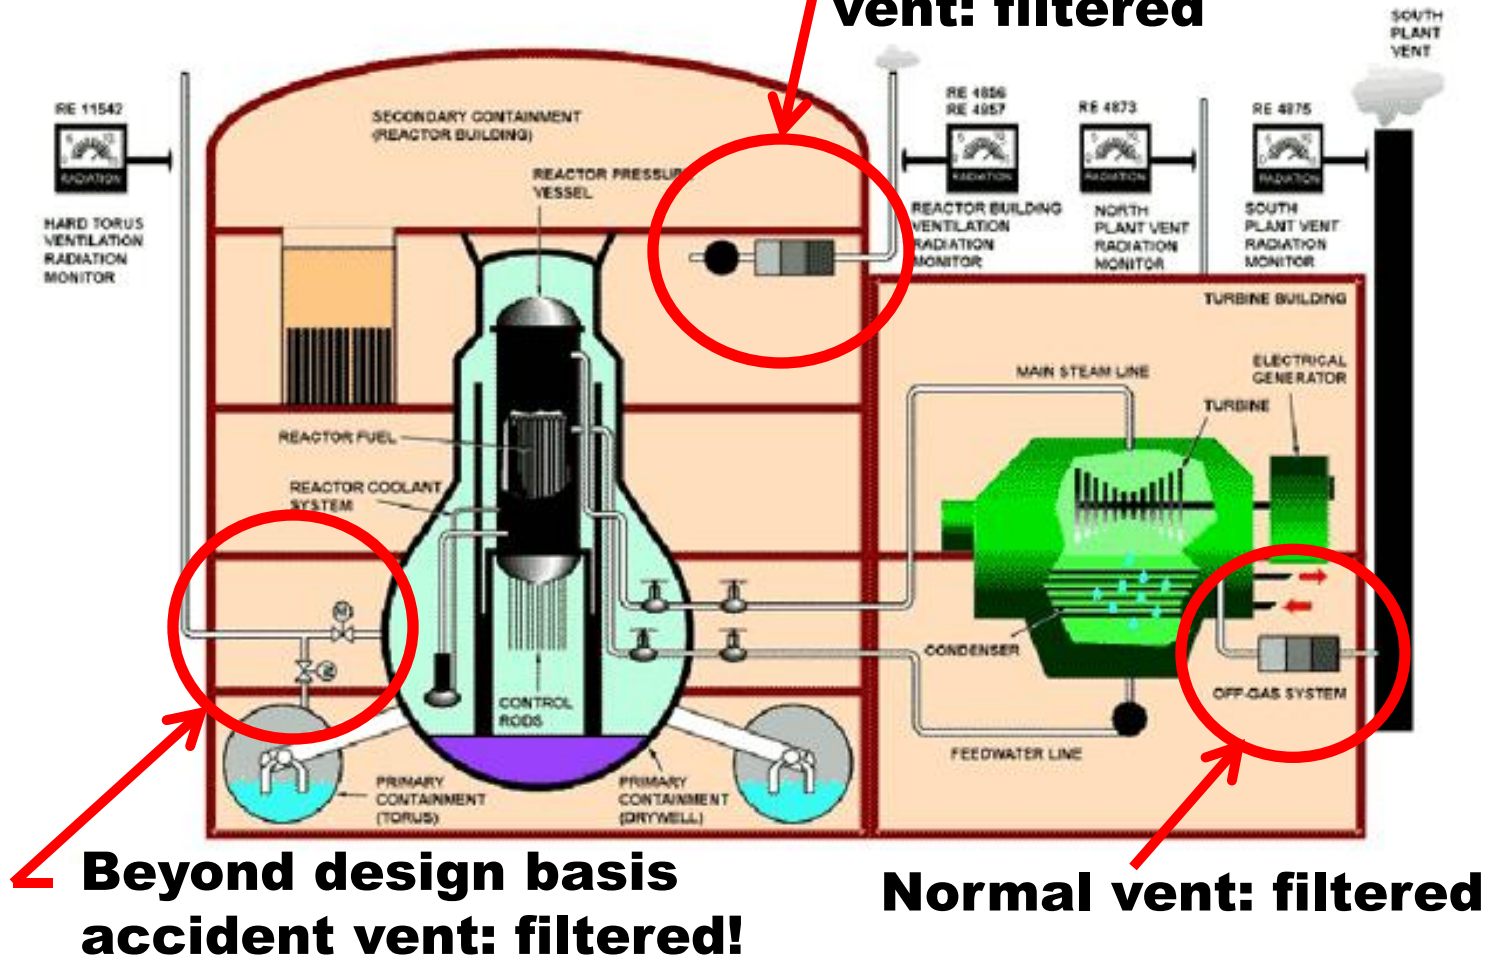 vent: filtered
SOUTH
PLANT
VENT
RE 11542
RADIATION
HARD TORUS
VENTILATION
RADIATION
MONITOR
SECONDARY CONTAINMENT
(REACTOR BUILDING)
REACTOR PRESSURE
VESSEL
RE 4856
RE 4857
RADIATION
REACTOR BUILDING
VENTILATION
RADIATION
MONITOR
RE 4873
RADIATION
NORTH
PLANT VENT
RADIATION
MONITOR
RE 4875
RADIATION
SOUTH
PLANT VENT
RADIATION
MONITOR
TURBINE BUILDING
MAIN STEAM LINE
ELECTRICAL
GENERATOR
TURBINE
REACTOR FUEL
REACTOR COOLANT
SYSTEM
M
CONDENSER
OFF-GAS SYSTEM
CONTROL
RODS
FEEDWATER LINE
PRIMARY
CONTAINMENT
(TORUS)
PRIMARY
CONTAINMENT
(DRYWELL)
Beyond design basis
accident vent: filtered!
Normal vent: filtered